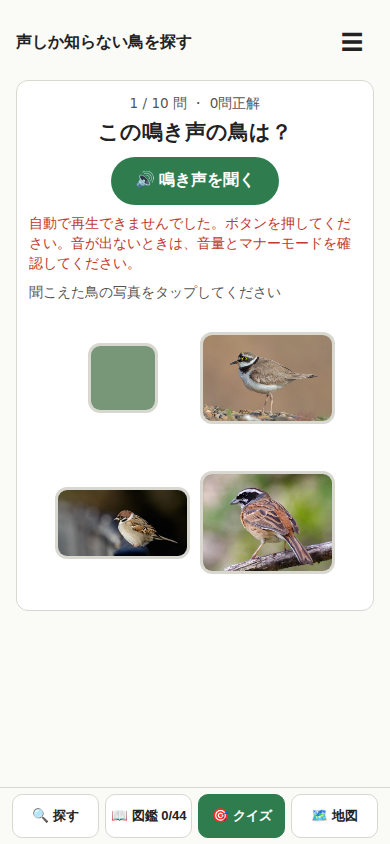 声しか知らない鳥を探す
1 / 10 問 ・ 0問正解
この鳴き声の鳥は？
🔊 鳴き声を聞く
自動で再生できませんでした。ボタンを押してくだ
さい。音が出ないときは、音量とマナーモードを確
認してください。
聞こえた鳥の写真をタップしてください
🔍 探す
📖 図鑑 0/44
🎯 クイズ
🗺️ 地図